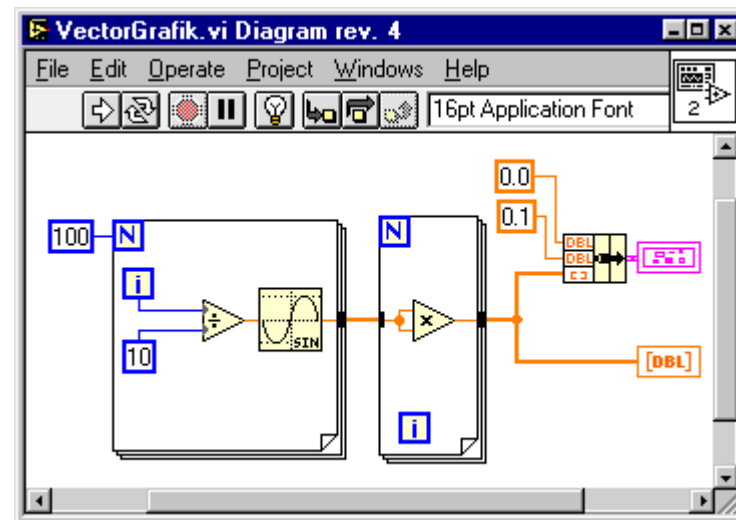 VectorGrafik.vi Diagram rev. 4
File Edit Operate Project Windows Help
16pt Application Font
2
0.0
0.1
100
N
N
DBL
DBL
i
÷
SIN
×
[DBL]
10
i